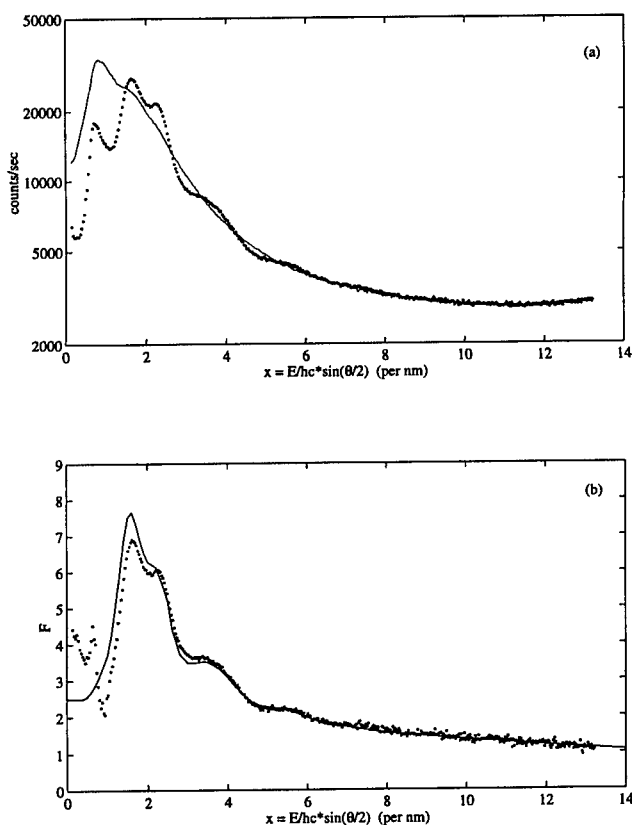 (a)
50000
20000
10000
5000
2000
counts/sec
0 2 4 6 8 10 12 14
x = E/hc*sin(θ/2) (per nm)
(b)
9
8
7
6
5
4
3
2
1
0
F
0 2 4 6 8 10 12 14
x = E/hc*sin(θ/2) (per nm)